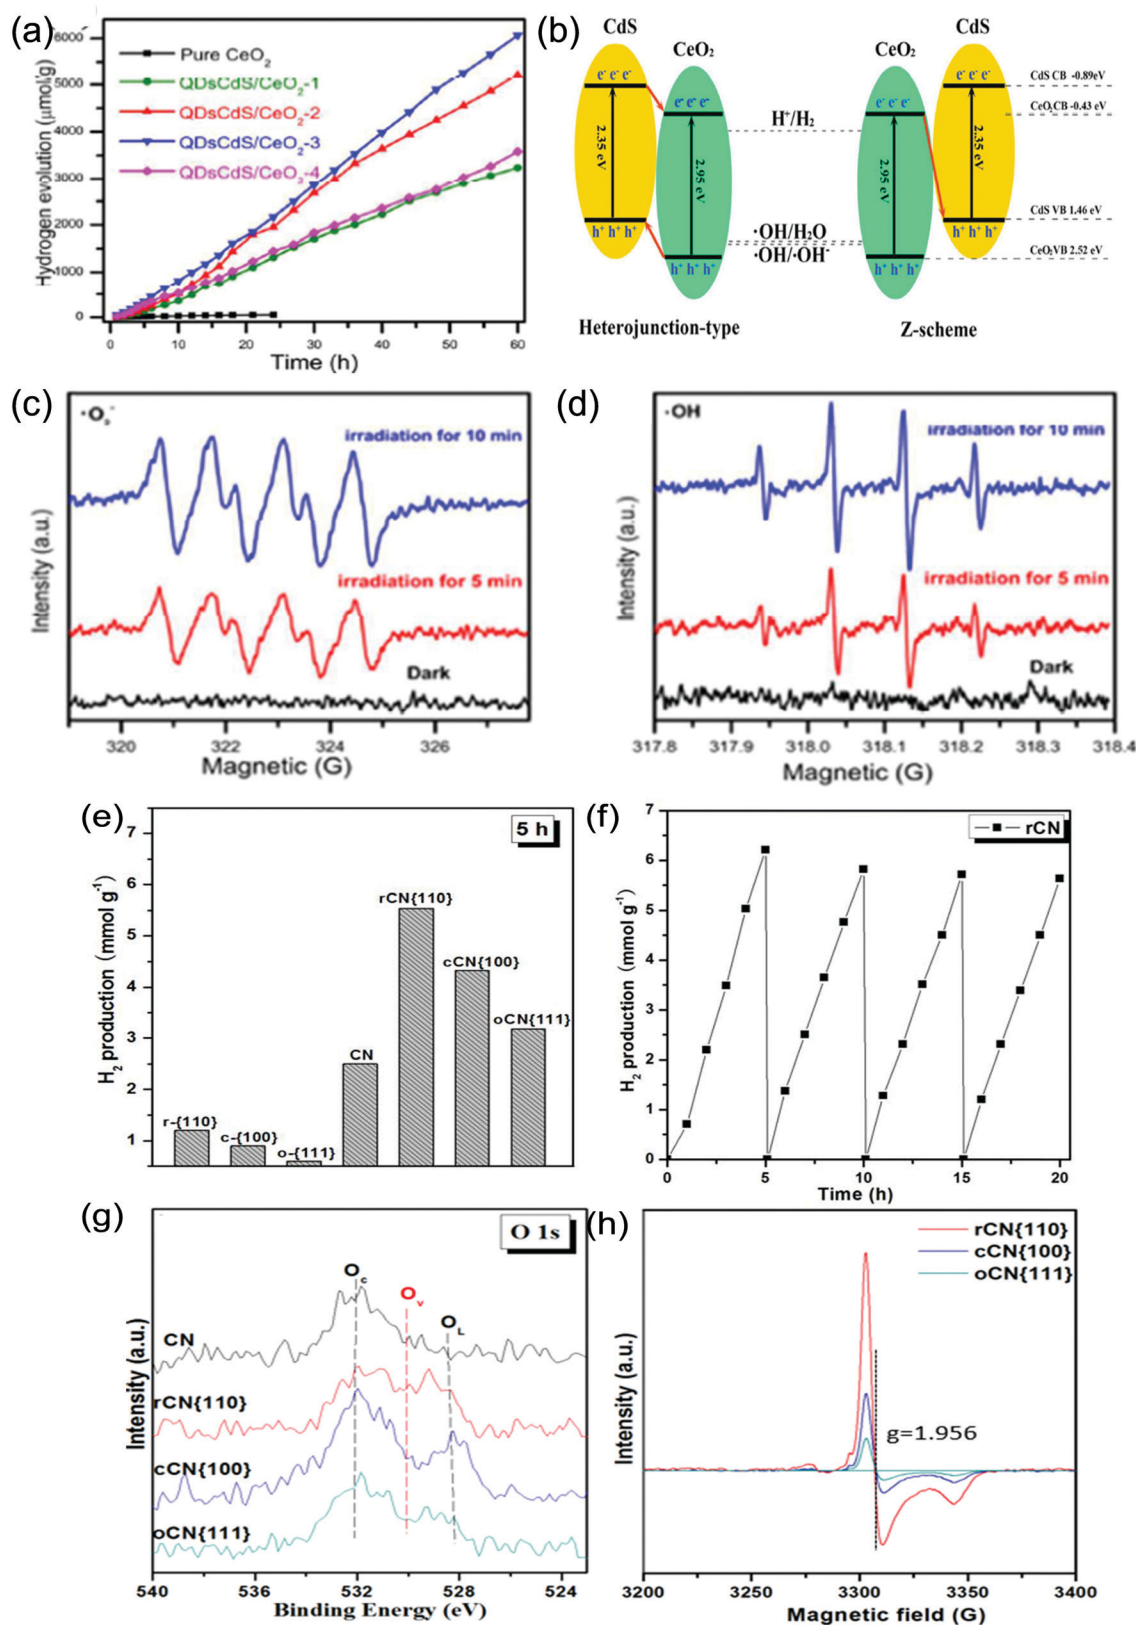 (a)
Hydrogen evolution (μmol/g)
6000
5000
4000
3000
2000
1000
0
Pure CeO2
QDsCdS/CeO2-1
QDsCdS/CeO2-2
QDsCdS/CeO2-3
QDsCdS/CeO2-4
0 10 20 30 40 50 60
Time (h)
(b)
CdS
CeO2
e- e- e-
e- e- e-
2.35 eV
2.95 eV
h+ h+ h+
h+ h+ h+
Heterojunction-type
H+/H2
·OH/H2O
·OH/·OH-
CeO2
CdS
e- e- e-
e- e- e-
2.95 eV
2.35 eV
h+ h+ h+
h+ h+ h+
Z-scheme
CdS CB -0.89eV
CeO2CB -0.43 eV
CdS VB 1.46 eV
CeO2VB 2.52 eV
(c)
irradiation for 10 min
irradiation for 5 min
Dark
Intensity (a.u.)
320 322 324 326
Magnetic (G)
(d)
·OH
irradiation for 10 min
irradiation for 5 min
Dark
Intensity (a.u.)
317.8 317.9 318.0 318.1 318.2 318.3 318.4
Magnetic (G)
(e)
5 h
H2 production (mmol g-1)
7
6
5
4
3
2
1
r-{110}
c-{100}
o-{111}
CN
rCN{110}
cCN{100}
oCN{111}
(f)
rCN
H2 production (mmol g-1)
7
6
5
4
3
2
1
0
0 5 10 15 20
Time (h)
(g)
O 1s
Oc
Ov
OL
CN
rCN{110}
cCN{100}
oCN{111}
Intensity (a.u.)
540 536 532 528 524
Binding Energy (eV)
(h)
rCN{110}
cCN{100}
oCN{111}
g=1.956
Intensity (a.u.)
3200 3250 3300 3350 3400
Magnetic field (G)